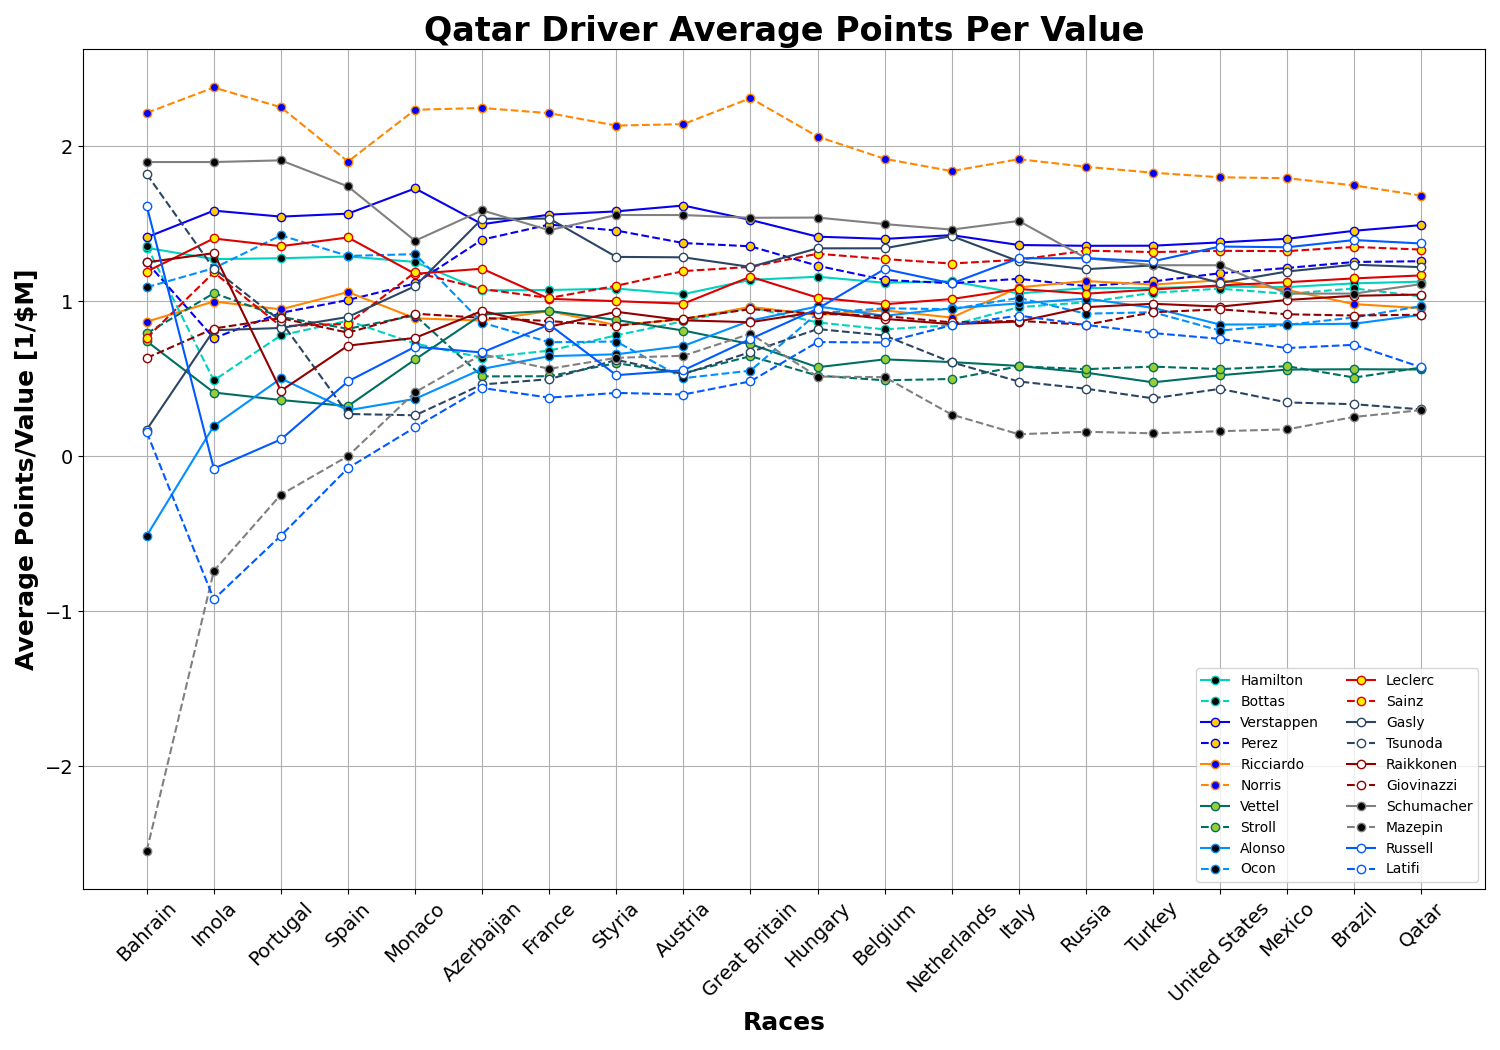 Qatar Driver Average Points Per Value
Average Points/Value [1/$M]
2
1
0
−1
−2
Hamilton
Bottas
Verstappen
Perez
Ricciardo
Norris
Vettel
Stroll
Alonso
Ocon
Leclerc
Sainz
Gasly
Tsunoda
Raikkonen
Giovinazzi
Schumacher
Mazepin
Russell
Latifi
Bahrain
Imola
Portugal
Spain
Monaco
Azerbaijan
France
Styria
Austria
Great Britain
Hungary
Belgium
Netherlands
Italy
Russia
Turkey
United States
Mexico
Brazil
Qatar
Races